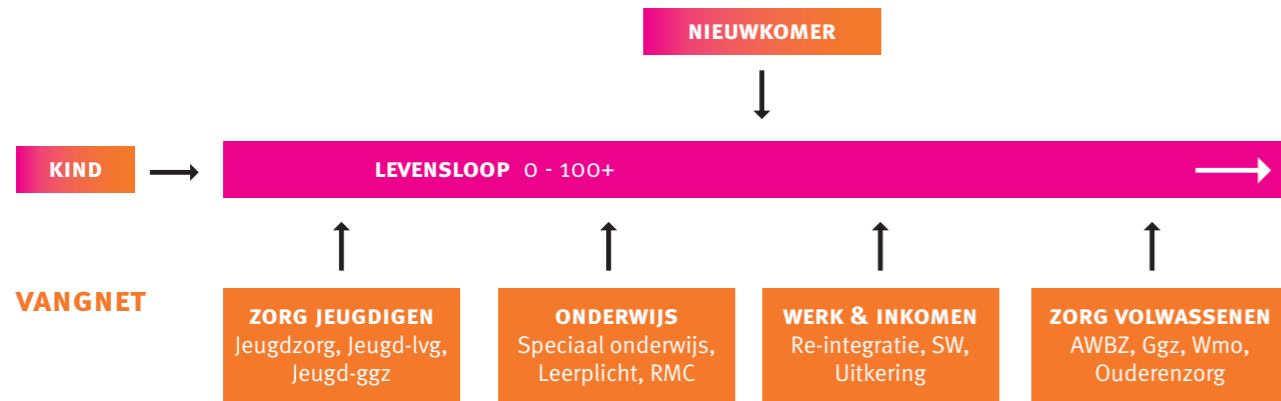 NIEUWKOMER
KIND
LEVENSLOOP 0 - 100+
VANGNET
ZORG JEUGDIGEN
Jeugdzorg, Jeugd-lvg,
Jeugd-ggz
ONDERWIJS
Speciaal onderwijs,
Leerplicht, RMC
WERK & INKOMEN
Re-integratie, SW,
Uitkering
ZORG VOLWASSENEN
AWBZ, Ggz, Wmo,
Ouderenzorg